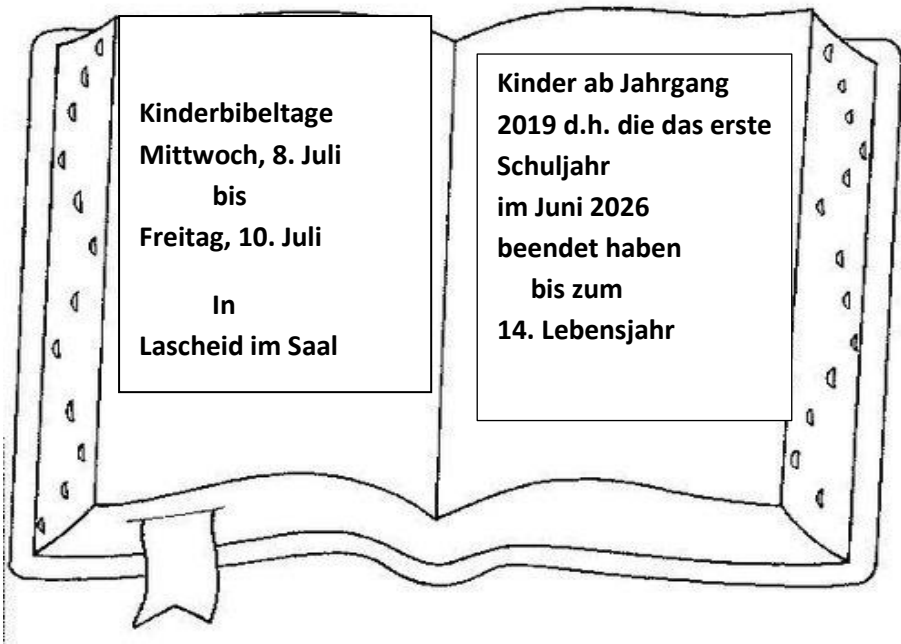 Kinderbibeltage
Mittwoch, 8. Juli
bis
Freitag, 10. Juli
In
Lascheid im Saal
Kinder ab Jahrgang
2019 d.h. die das erste
Schuljahr
im Juni 2026
beendet haben
bis zum
14. Lebensjahr